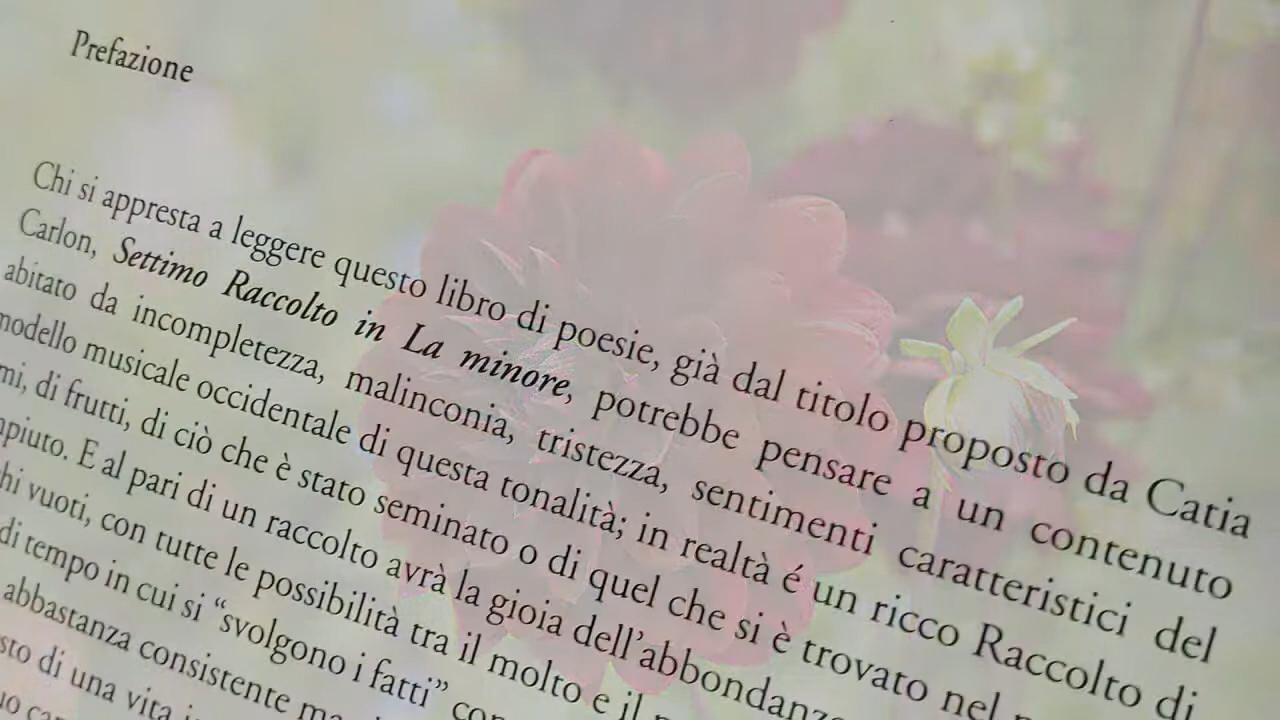 Prefazione
Chi si appresta a leggere questo libro di poesie, già dal titolo proposto da Catia
Carlon, Settimo Raccolto in La minore, potrebbe pensare a un contenuto
abitato da incompletezza, malinconia, tristezza, sentimenti caratteristici del
modello musicale occidentale di questa tonalità; in realtà é un ricco Raccolto di
mi, di frutti, di ciò che è stato seminato o di quel che si è trovato nel
mpiuto. E al pari di un raccolto avrà la gioia dell'abbondanz
hi vuoti, con tutte le possibilità tra il molto e il
di tempo in cui si “svolgono i fatti”
abbastanza consistente
sto di una vita